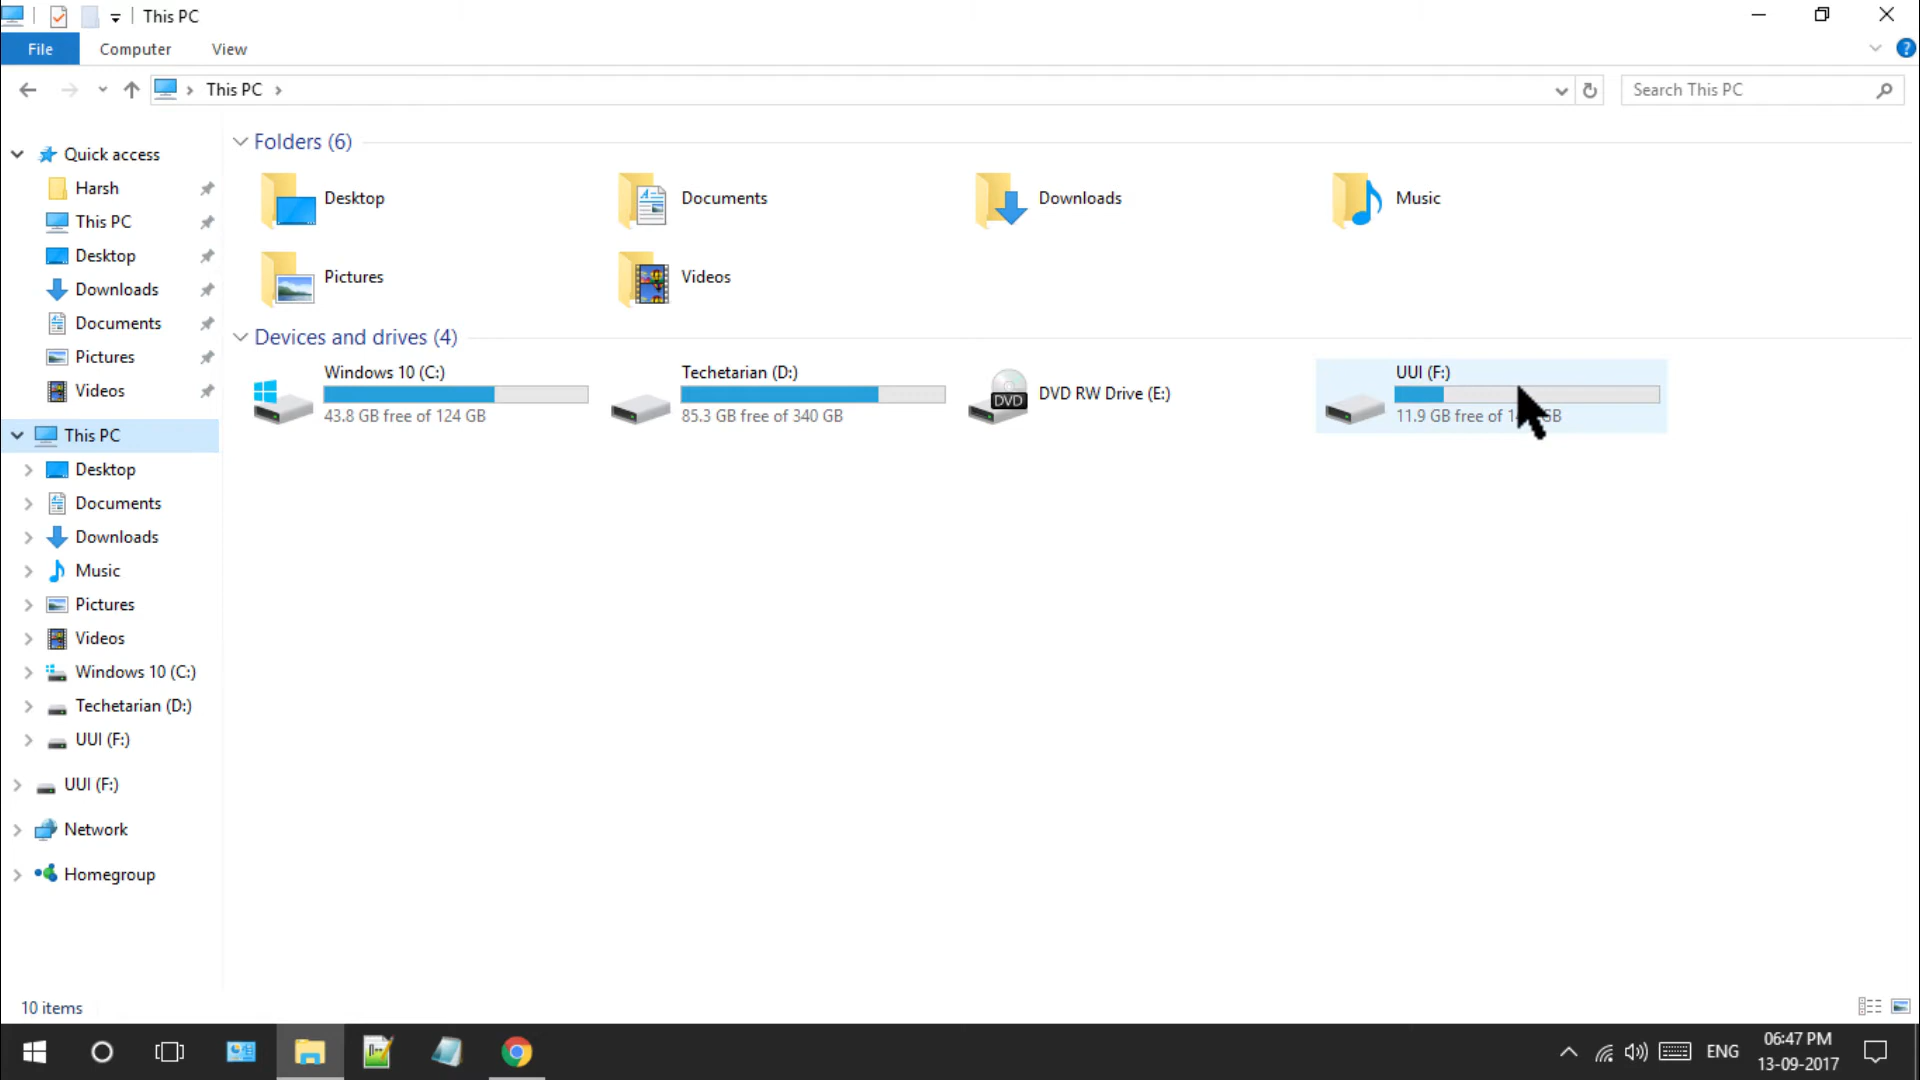 This PC
File Computer View
This PC
Search This PC
Quick access
Harsh
This PC
Desktop
Downloads
Documents
Pictures
Videos
This PC
Desktop
Documents
Downloads
Music
Pictures
Videos
Windows 10 (C:)
Techetarian (D:)
UUI (F:)
UUI (F:)
Network
Homegroup
Folders (6)
Desktop
Documents
Downloads
Music
Pictures
Videos
Devices and drives (4)
Windows 10 (C:)
43.8 GB free of 124 GB
Techetarian (D:)
85.3 GB free of 340 GB
DVD
DVD RW Drive (E:)
UUI (F:)
11.9 GB free of GB
10 items
ENG
06:47 PM
13-09-2017